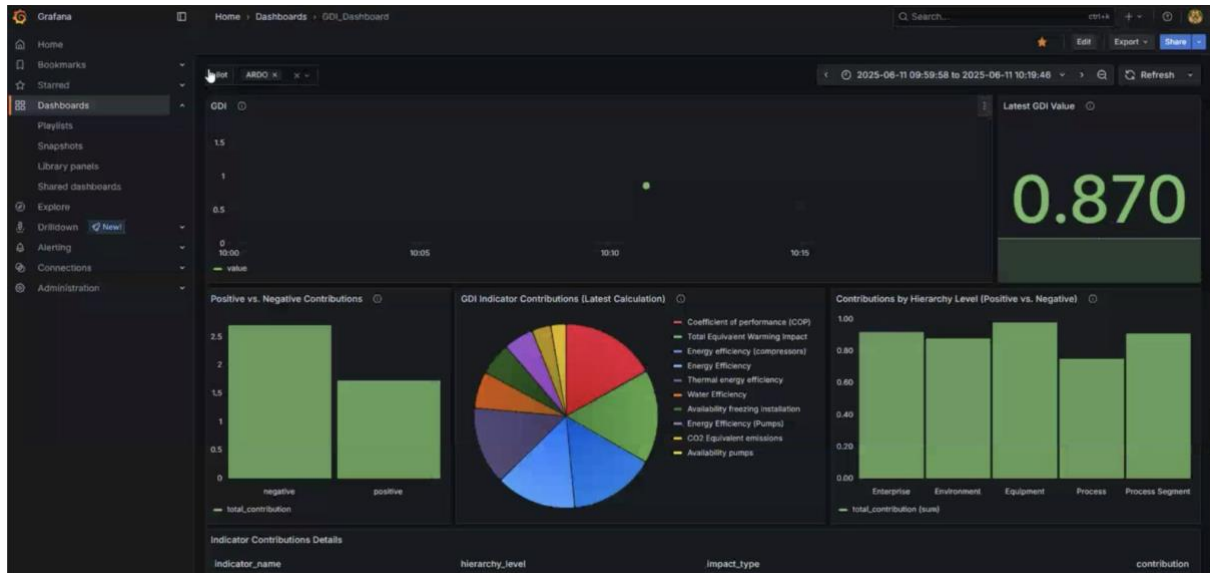 Grafana
Home › Dashboards › GDI_Dashboard
Search...
ctrl+k
Home
Edit
Export
Share
Bookmarks
Starred
ARDO ×
2025-06-11 09:59:58 to 2025-06-11 10:19:46
Refresh
Dashboards
Playlists
Snapshots
Library panels
Shared dashboards
Explore
Drilldown
New!
Alerting
Connections
Administration
GDI
1.5
1
0.5
0
10:00
10:05
10:10
10:15
value
Latest GDI Value
0.870
Positive vs. Negative Contributions
2.5
2
1.5
1
0.5
0
negative
positive
total_contribution
GDI Indicator Contributions (Latest Calculation)
Coefficient of performance (COP)
Total Equivalent Warming Impact
Energy efficiency (compressors)
Energy Efficiency
Thermal energy efficiency
Water Efficiency
Availability freezing installation
Energy Efficiency (Pumps)
CO2 Equivalent emissions
Availability pumps
Contributions by Hierarchy Level (Positive vs. Negative)
1.00
0.80
0.60
0.40
0.20
0.00
Enterprise
Environment
Equipment
Process
Process Segment
total_contribution (sum)
Indicator Contributions Details
indicator_name
hierarchy_level
impact_type
contribution